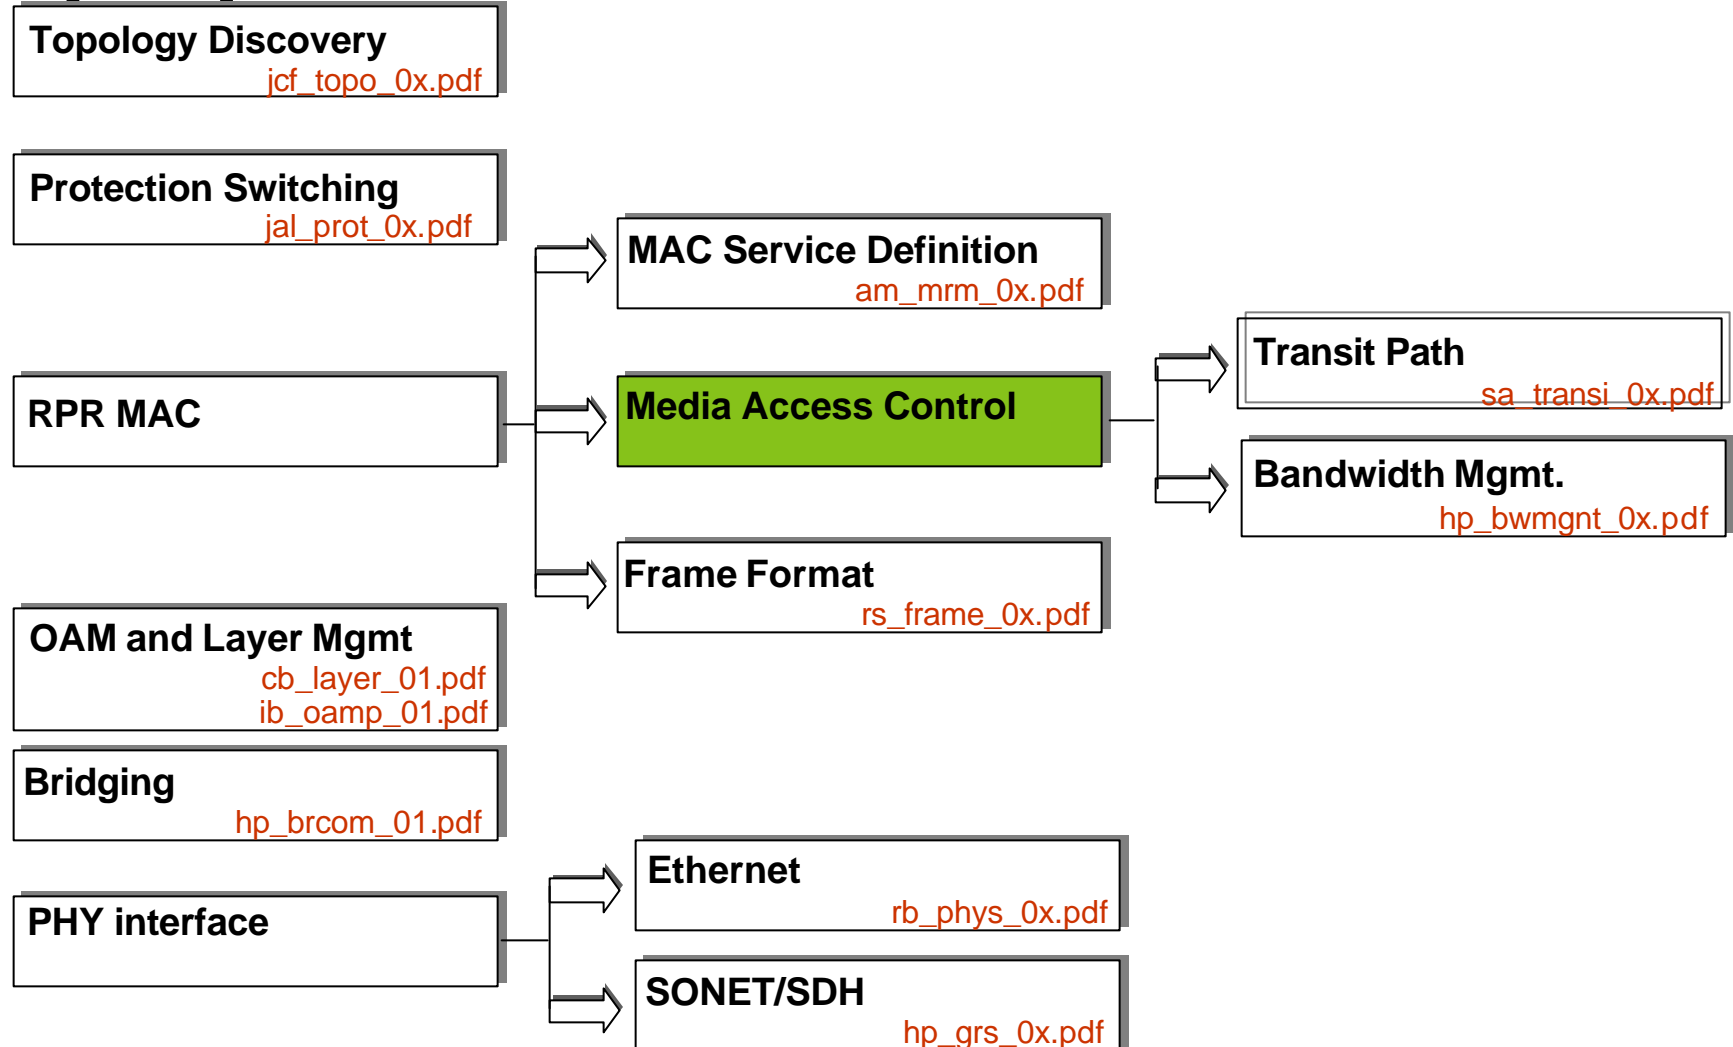 Topology Discovery
jcf_topo_0x.pdf
Protection Switching
jal_prot_0x.pdf
MAC Service Definition
am_mrm_0x.pdf
Transit Path
sa_transi_0x.pdf
RPR MAC
Media Access Control
Bandwidth Mgmt.
hp_bwmgnt_0x.pdf
Frame Format
rs_frame_0x.pdf
OAM and Layer Mgmt
cb_layer_01.pdf
ib_oamp_01.pdf
Bridging
hp_brcom_01.pdf
Ethernet
rb_phys_0x.pdf
PHY interface
SONET/SDH
hp_grs_0x.pdf